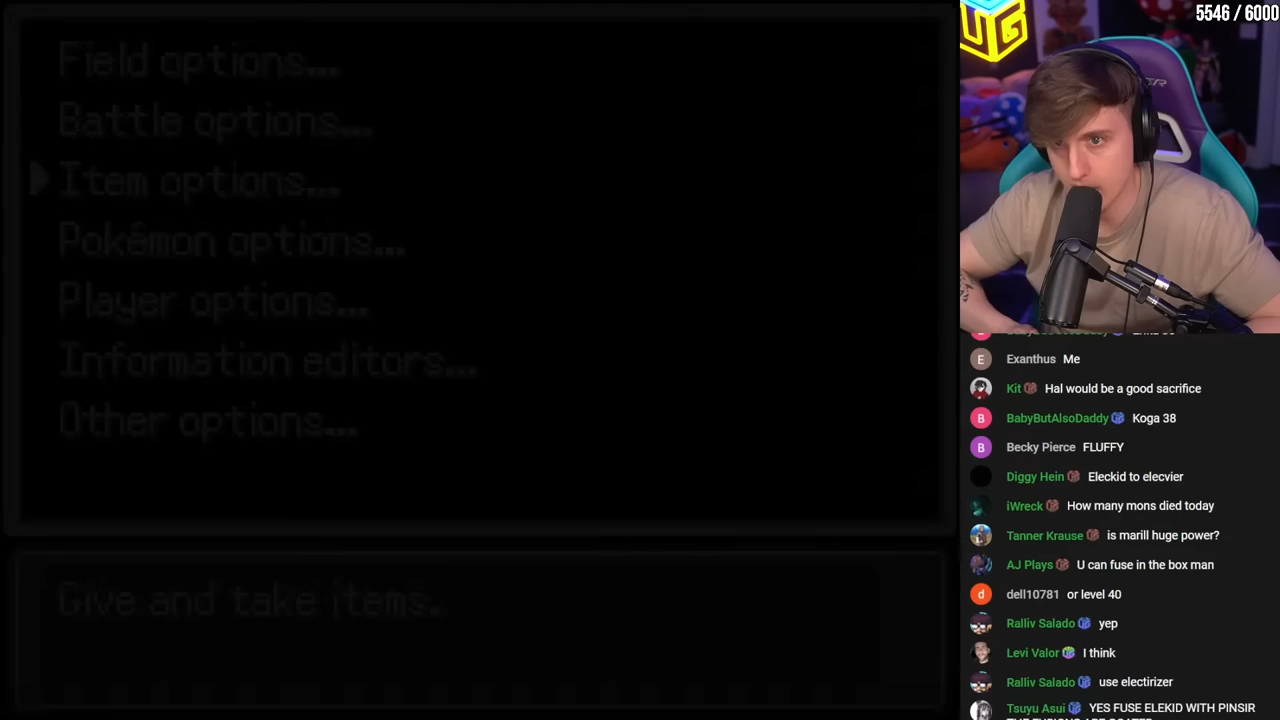 5546 / 6000
UG
Field options...
Battle options...
Item options...
Pokémon options...
Player options...
Information editors...
Other options...
Give and take items.
E Exanthus Me
Kit Hal would be a good sacrifice
B BabyButAlsoDaddy Koga 38
B Becky Pierce FLUFFY
Diggy Hein Eleckid to elecvier
iWreck How many mons died today
Tanner Krause is marill huge power?
AJ Plays U can fuse in the box man
d dell10781 or level 40
Ralliv Salado yep
Levi Valor I think
Ralliv Salado use electirizer
Tsuyu Asui YES FUSE ELEKID WITH PINSIR